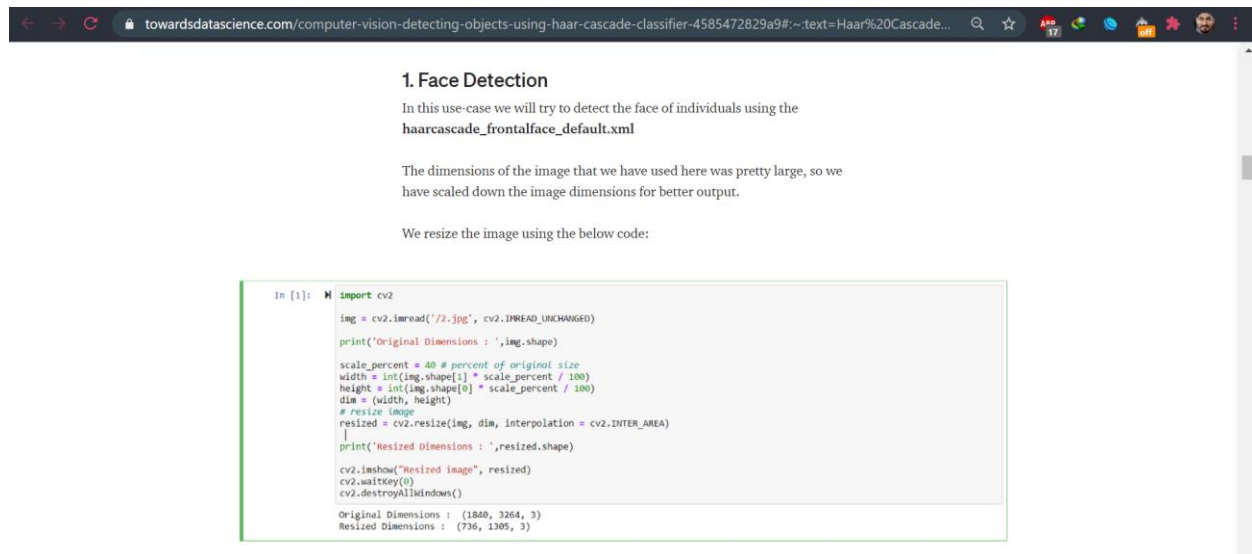 towardsdatascience.com/computer-vision-detecting-objects-using-haar-cascade-classifier-4585472829a9#:~:text=Haar%20Cascade...
17
off
1. Face Detection
In this use-case we will try to detect the face of individuals using the
haarcascade_frontalface_default.xml
The dimensions of the image that we have used here was pretty large, so we
have scaled down the image dimensions for better output.
We resize the image using the below code:
In [1]:
import cv2
img = cv2.imread('/2.jpg', cv2.IMREAD_UNCHANGED)
print('Original Dimensions : ',img.shape)
scale_percent = 40 # percent of original size
width = int(img.shape[1] * scale_percent / 100)
height = int(img.shape[0] * scale_percent / 100)
dim = (width, height)
# resize image
resized = cv2.resize(img, dim, interpolation = cv2.INTER_AREA)
print('Resized Dimensions : ',resized.shape)
cv2.imshow("Resized image", resized)
cv2.waitKey(0)
cv2.destroyAllWindows()
Original Dimensions :  (1840, 3264, 3)
Resized Dimensions :  (736, 1305, 3)